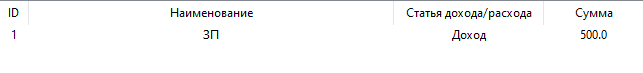 ID Наименование Статья дохода/расхода Сумма
1 ЗП Доход 500.0